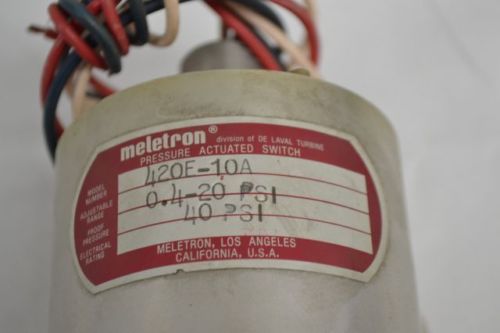 meletron® division of DE LAVAL TURBINE
PRESSURE ACTUATED SWITCH
MODEL NUMBER 420E-10A
ADJUSTABLE RANGE 0.4-20 PSI
PROOF PRESSURE 40 PSI
ELECTRICAL RATING
MELETRON, LOS ANGELES
CALIFORNIA, U.S.A.